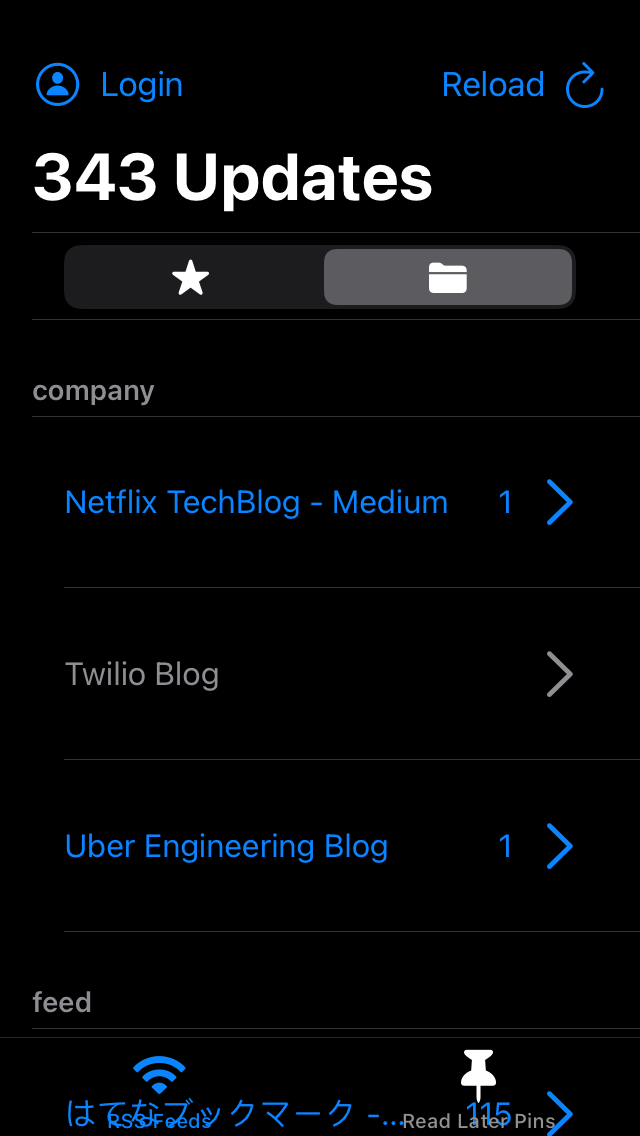 Login
Reload
343 Updates
company
Netflix TechBlog - Medium 1
Twilio Blog
Uber Engineering Blog 1
feed
はてなブックマーク -... 115
RSS Feeds
Read Later Pins